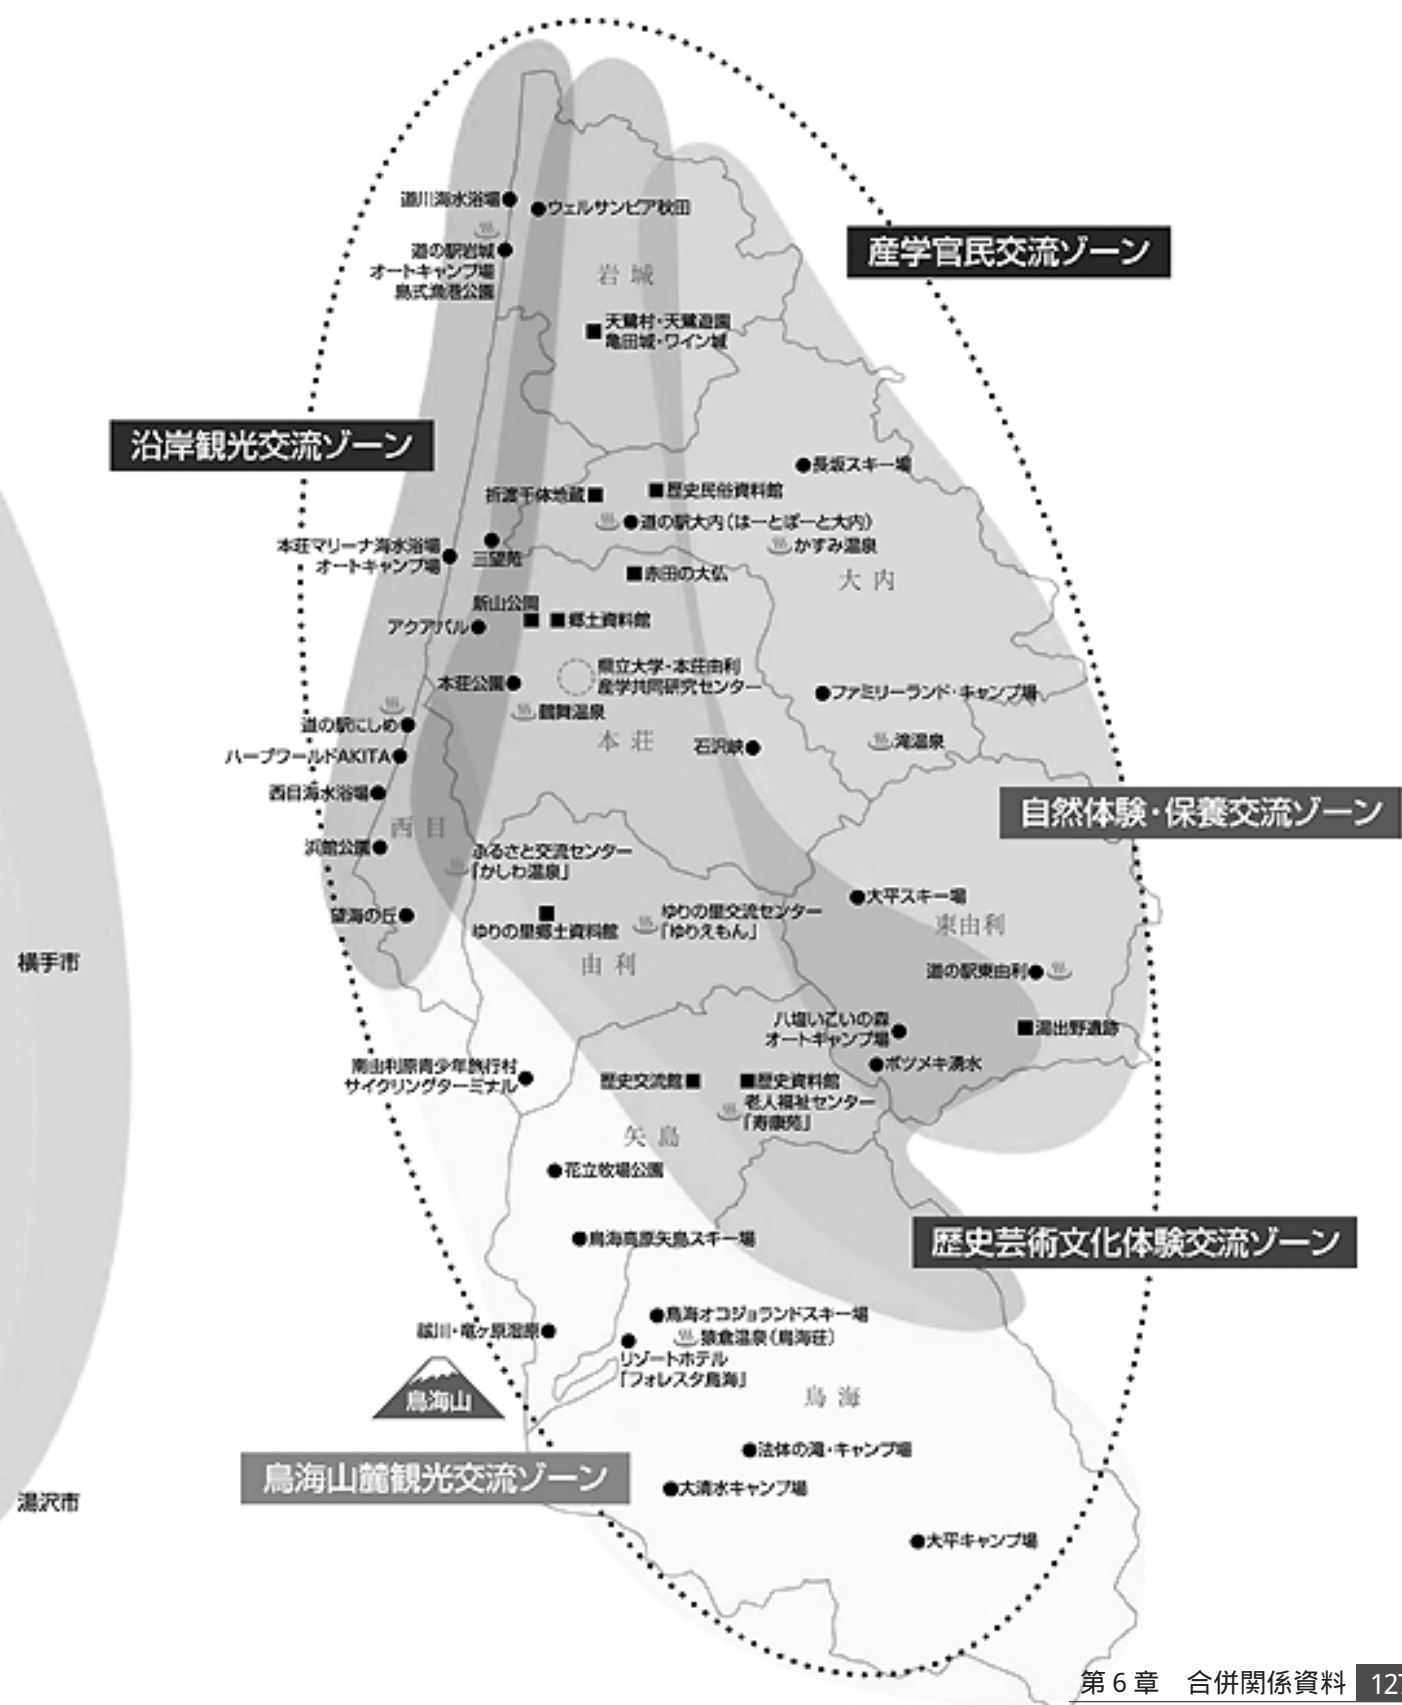 道川海水浴場
ウェルサンピア秋田
道の駅岩城
オートキャンプ場
島式漁港公園
岩城
産学官民交流ゾーン
天鷺村・天鷺遊園
亀田城・ワイン城
沿岸観光交流ゾーン
長坂スキー場
折渡千体地蔵
歴史民俗資料館
道の駅大内(はーとぽーと大内)
かすみ温泉
本荘マリーナ海水浴場
オートキャンプ場
三望苑
赤田の大仏
大内
新山公園
郷土資料館
アクアパル
県立大学・本荘由利
産学共同研究センター
本荘公園
ファミリーランド・キャンプ場
鶴舞温泉
道の駅にしめ
本荘
石沢峡
滝温泉
ハーブワールドAKITA
西目海水浴場
自然体験・保養交流ゾーン
西目
浜館公園
ふるさと交流センター
「かしわ温泉」
大平スキー場
望海の丘
ゆりの里郷土資料館
ゆりの里交流センター
「ゆりえもん」
東由利
横手市
由利
道の駅東由利
八塩いこいの森
オートキャンプ場
湯出野遺跡
ボツメキ湧水
南由利原青少年旅行村
サイクリングターミナル
歴史交流館
歴史資料館
老人福祉センター
「寿康苑」
矢島
花立牧場公園
鳥海高原矢島スキー場
歴史芸術文化体験交流ゾーン
鳥海オコジョランドスキー場
猿倉温泉(鳥海荘)
・竜ヶ原湿原
リゾートホテル
「フォレスタ鳥海」
鳥海山
鳥海
法体の滝・キャンプ場
鳥海山麓観光交流ゾーン
大清水キャンプ場
湯沢市
大平キャンプ場
第6章 合併関係資料 127